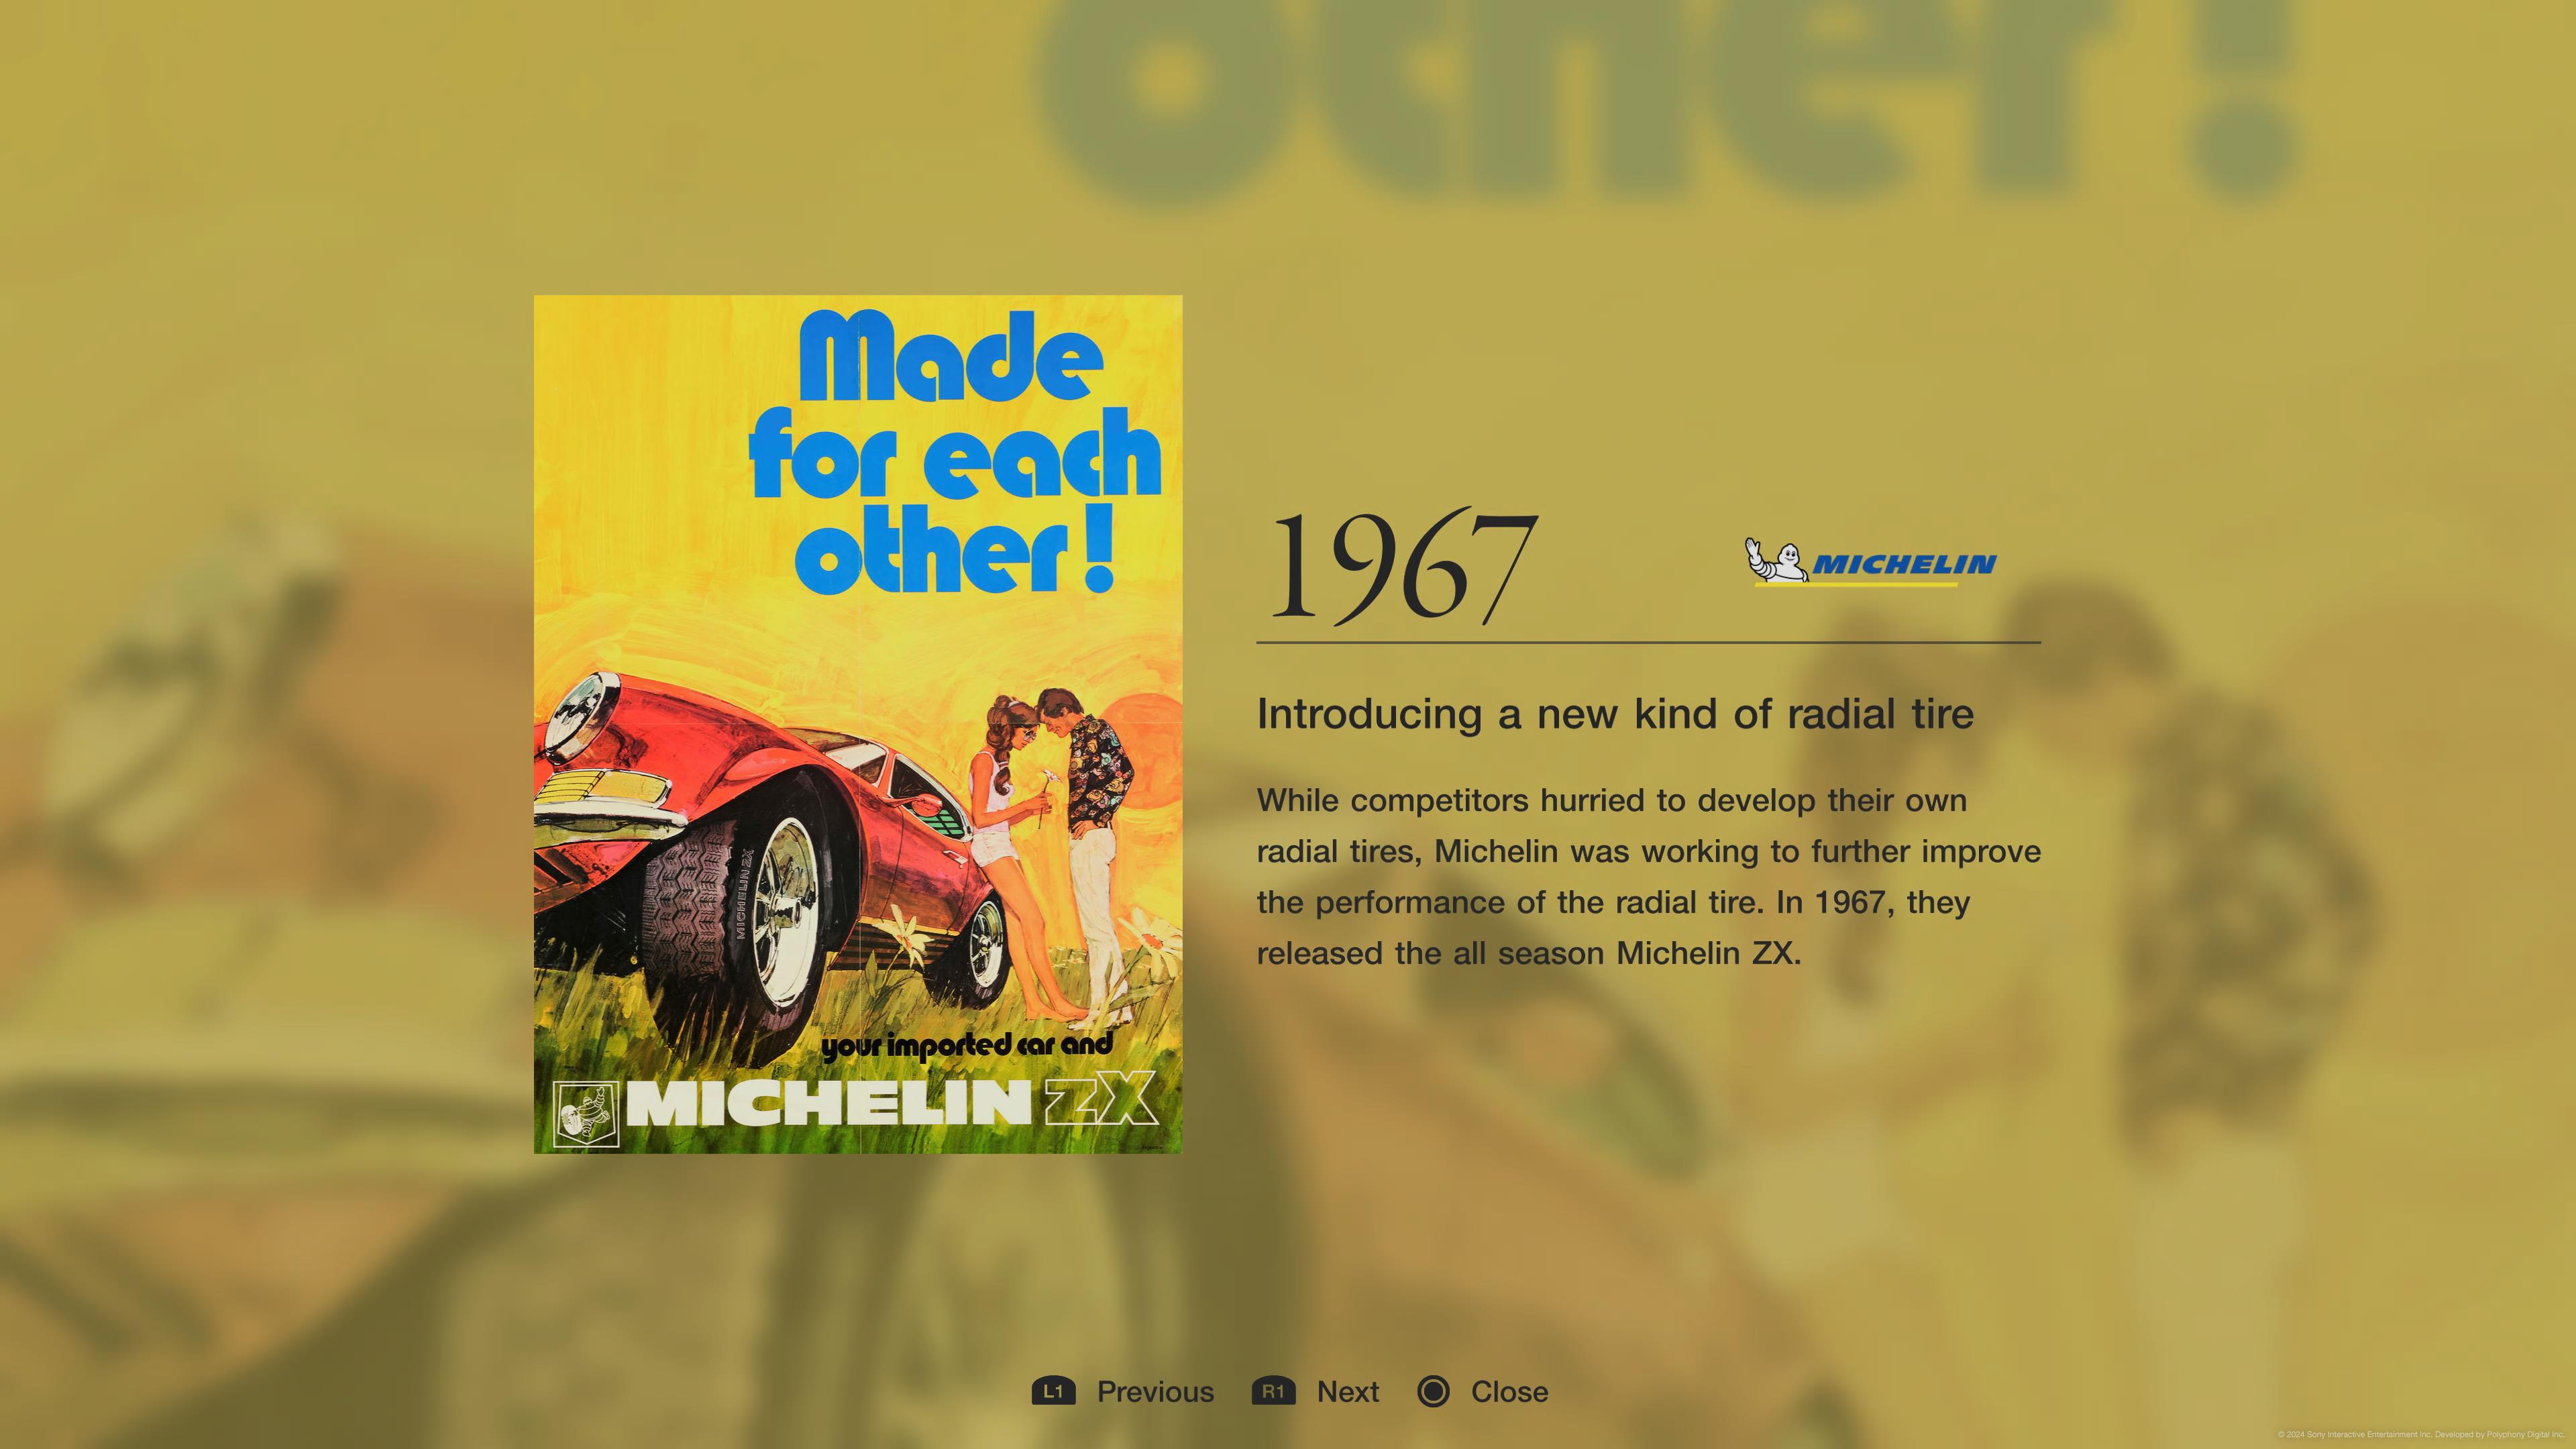 other!
Made
for each
other!
MICHELIN ZX
your imported car and
MICHELIN ZX
1967
MICHELIN
Introducing a new kind of radial tire
While competitors hurried to develop their own
radial tires, Michelin was working to further improve
the performance of the radial tire. In 1967, they
released the all season Michelin ZX.
L1 Previous R1 Next Close
© 2024 Sony Interactive Entertainment Inc. Developed by Polyphony Digital Inc.